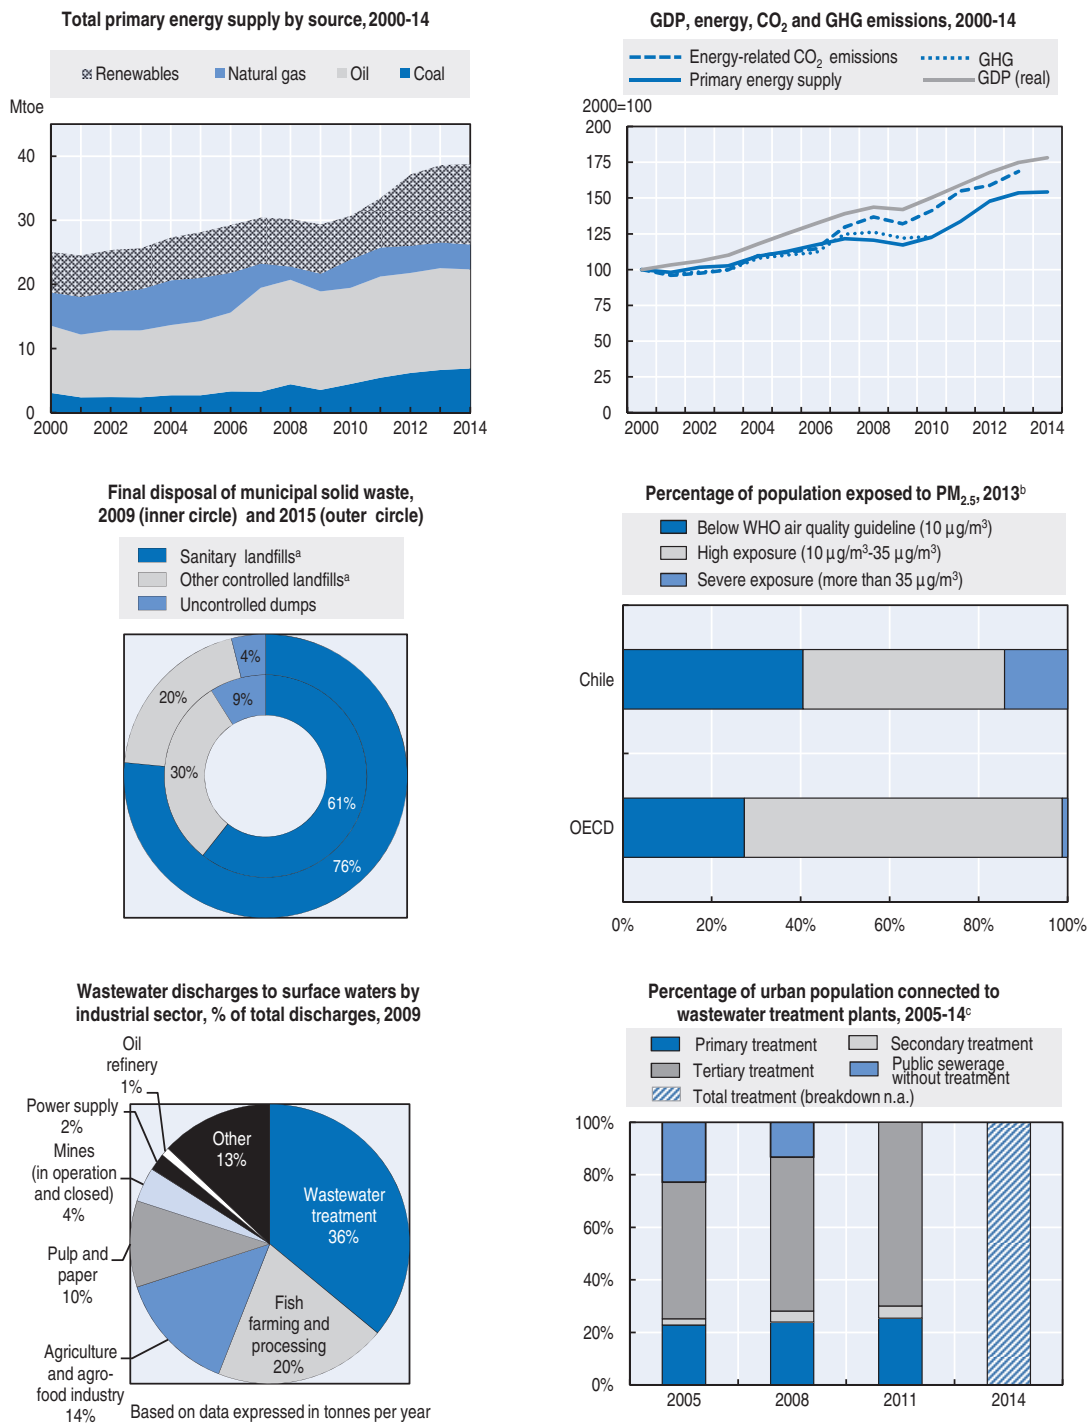 Total primary energy supply by source, 2000-14
Renewables Natural gas Oil Coal
Mtoe
40
30
20
10
0
2000 2002 2004 2006 2008 2010 2012 2014
GDP, energy, CO2 and GHG emissions, 2000-14
Energy-related CO2 emissions GHG
Primary energy supply GDP (real)
2000=100
200
175
150
125
100
75
50
25
0
2000 2002 2004 2006 2008 2010 2012 2014
Final disposal of municipal solid waste,
2009 (inner circle) and 2015 (outer circle)
Sanitary landfillsa
Other controlled landfillsa
Uncontrolled dumps
4%
20%
9%
30%
61%
76%
Percentage of population exposed to PM2.5, 2013b
Below WHO air quality guideline (10 µg/m3)
High exposure (10 µg/m3-35 µg/m3)
Severe exposure (more than 35 µg/m3)
Chile
OECD
0% 20% 40% 60% 80% 100%
Wastewater discharges to surface waters by
industrial sector, % of total discharges, 2009
Oil
refinery
1%
Power supply
2%
Mines
(in operation
and closed)
4%
Pulp and
paper
10%
Agriculture
and agro-
food industry
14%
Other
13%
Wastewater
treatment
36%
Fish
farming and
processing
20%
Based on data expressed in tonnes per year
Percentage of urban population connected to
wastewater treatment plants, 2005-14c
Primary treatment Secondary treatment
Tertiary treatment Public sewerage
without treatment
Total treatment (breakdown n.a.)
100%
80%
60%
40%
20%
0%
2005 2008 2011 2014